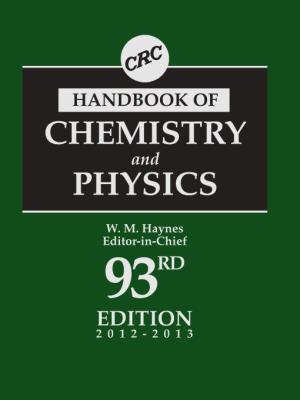 CRC
HANDBOOK OF
CHEMISTRY
and
PHYSICS
W. M. Haynes
Editor-in-Chief
93RD
EDITION
2012-2013